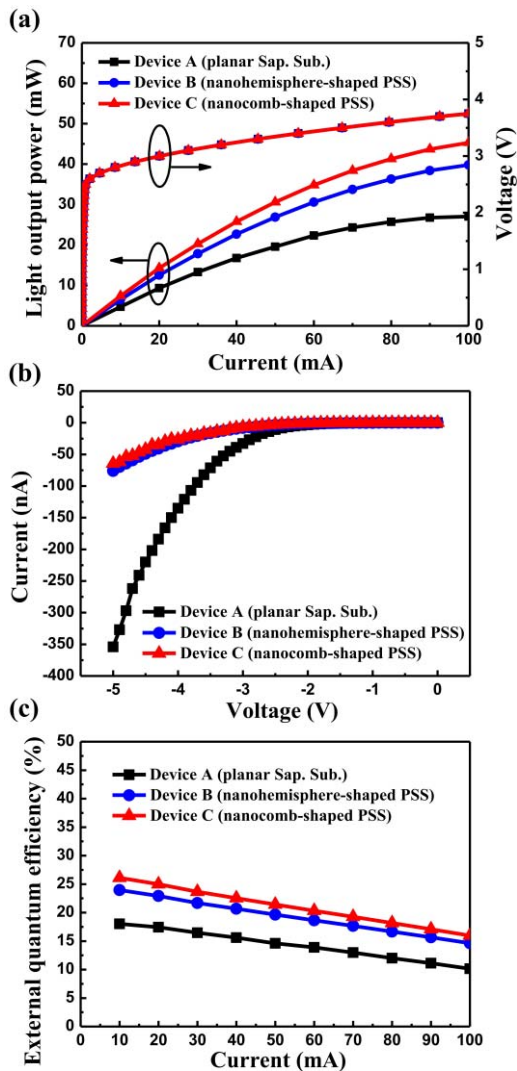 (a)
70
60
50
40
30
20
10
0
Light output power (mW)
Device A (planar Sap. Sub.)
Device B (nanohemisphere-shaped PSS)
Device C (nanocomb-shaped PSS)
5
4
3
2
1
0
Voltage (V)
0 20 40 60 80 100
Current (mA)
(b)
50
0
-50
-100
-150
-200
-250
-300
-350
-400
Current (nA)
Device A (planar Sap. Sub.)
Device B (nanohemisphere-shaped PSS)
Device C (nanocomb-shaped PSS)
-5 -4 -3 -2 -1 0
Voltage (V)
(c)
50
45
40
35
30
25
20
15
10
5
0
External quantum efficiency (%)
Device A (planar Sap. Sub.)
Device B (nanohemisphere-shaped PSS)
Device C (nanocomb-shaped PSS)
0 10 20 30 40 50 60 70 80 90 100
Current (mA)